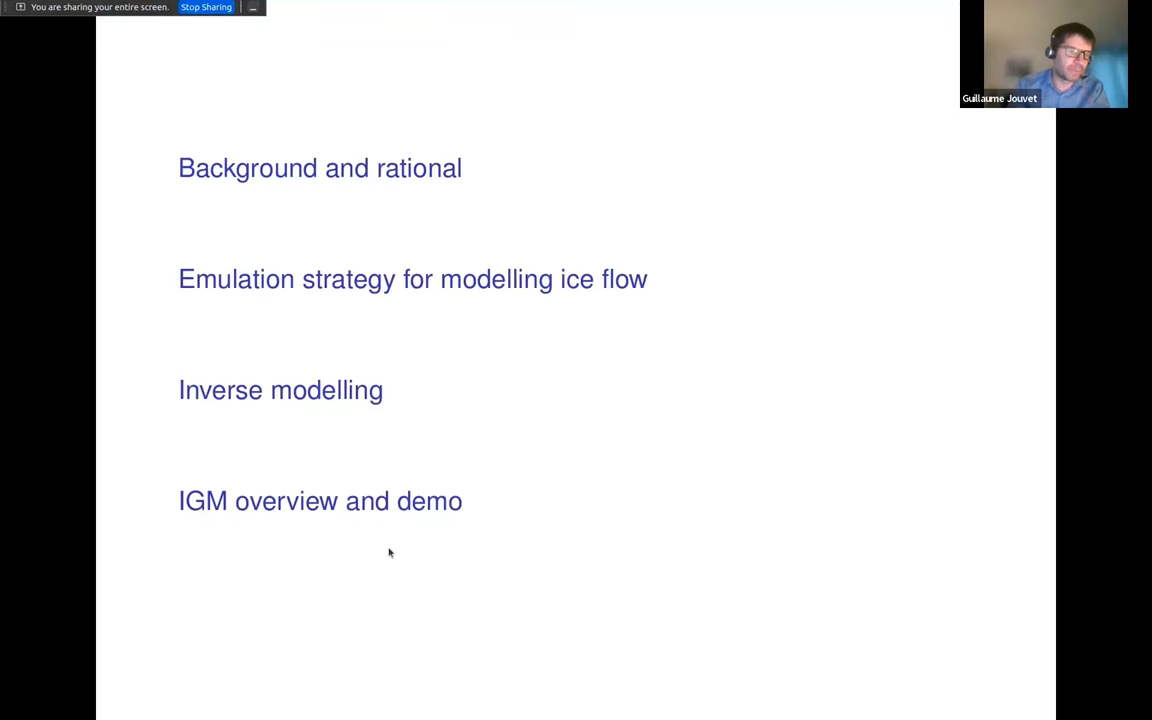 You are sharing your entire screen. Stop Sharing
Guillaume Jouvet
Background and rational
Emulation strategy for modelling ice flow
Inverse modelling
IGM overview and demo